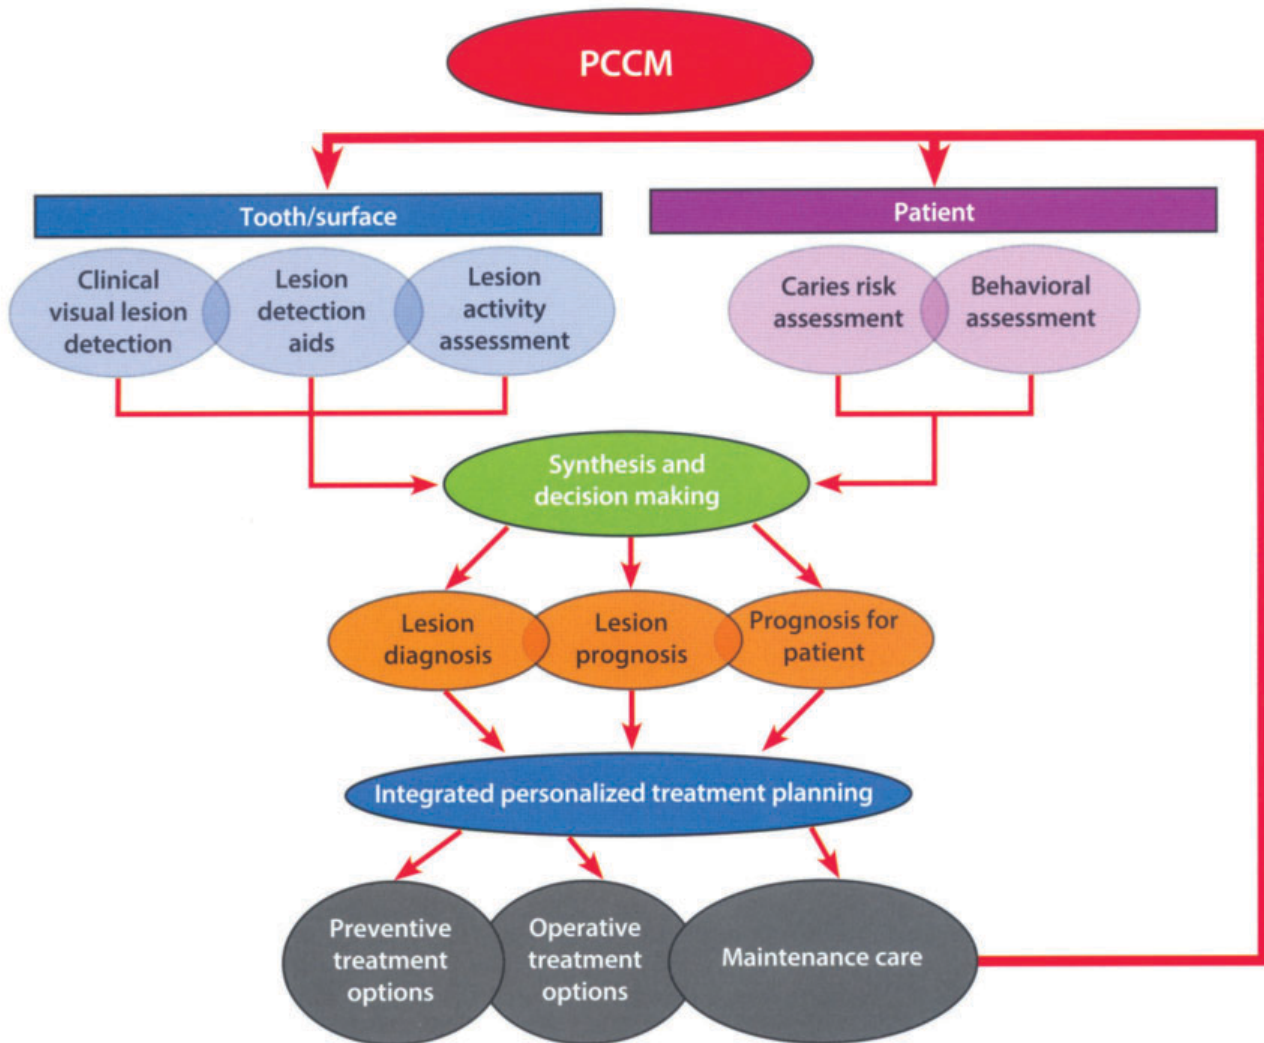 PCCM
Tooth/surface
Patient
Clinical
visual lesion
detection
Lesion
detection
aids
Lesion
activity
assessment
Caries risk
assessment
Behavioral
assessment
Synthesis and
decision making
Lesion
diagnosis
Lesion
prognosis
Prognosis for
patient
Integrated personalized treatment planning
Preventive
treatment
options
Operative
treatment
options
Maintenance care